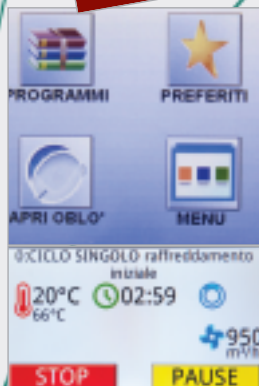 PROGRAMMI PREFERITI
APRI OBLO' MENU
0:CICLO SINGOLO raffreddamento
iniziale
20°C 02:59
66°C
950
m³/h
STOP PAUSE